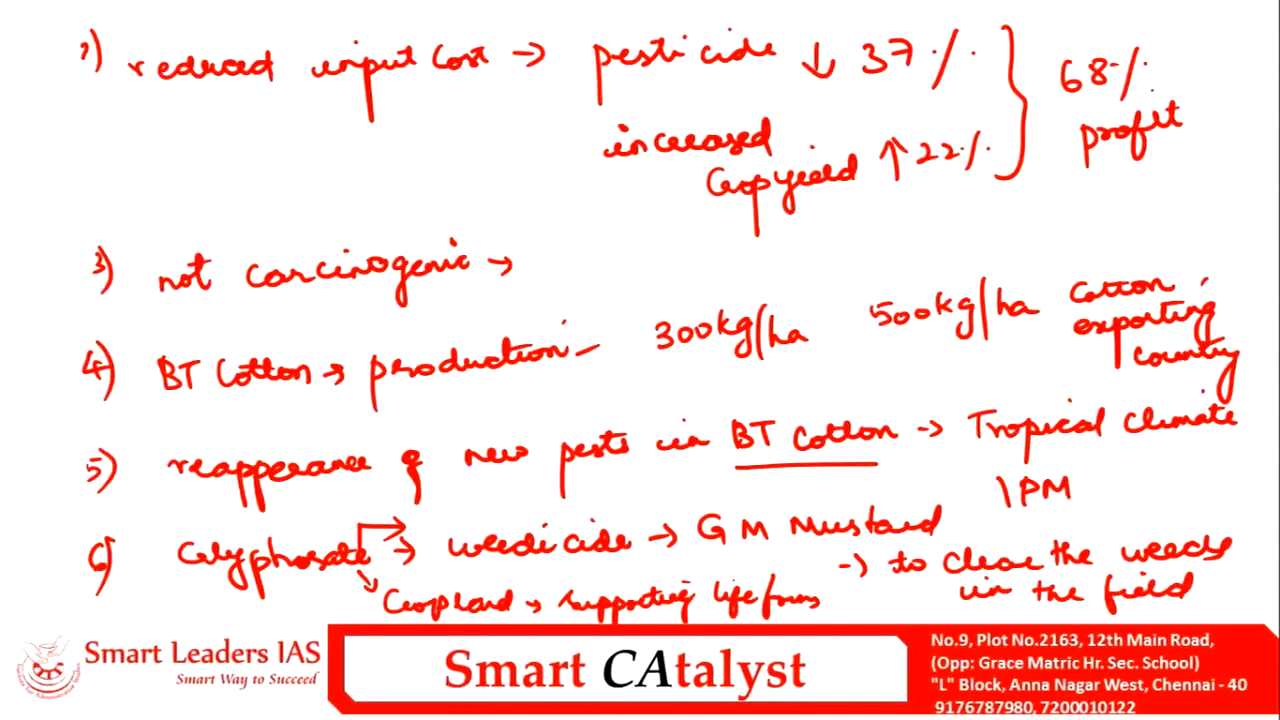 2) reduced input cost → pesticide ↓ 37% } 68%
increased profit
Crop yield ↑ 22%
3) not carcinogenic →
4) BT Cotton → production - 300kg/ha 500kg/ha Cotton
exporting
Country
5) reapperance of new pests in BT Cotton → Tropical Climate
IPM
6) Glyphosate → weedicide → GM Mustard
Cropland → supporting life forms → to clear the weeds
in the field
Smart Leaders IAS
Smart Way to Succeed
Smart CAtalyst
No.9, Plot No.2163, 12th Main Road,
(Opp: Grace Matric Hr. Sec. School)
"L" Block, Anna Nagar West, Chennai - 40
9176787980, 7200010122